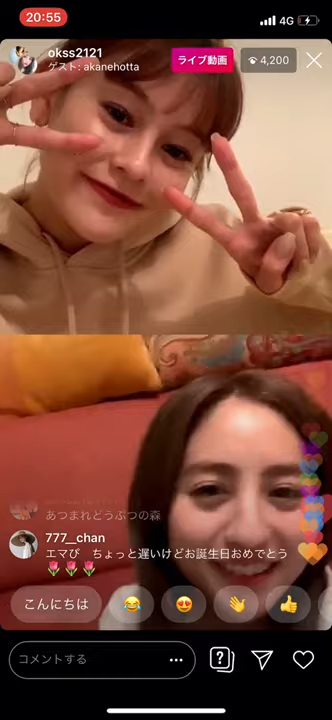 20:55
4G
okss2121
ゲスト: akanehotta
ライブ動画
4,200
あつまれどうぶつの森
777__chan
エマぴ ちょっと遅いけどお誕生日おめでとう
🌷🌷🌷
こんにちは
コメントする